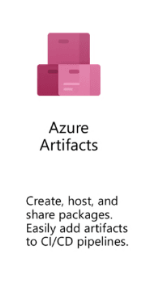 Azure
Artifacts
Create, host, and
share packages.
Easily add artifacts
to CI/CD pipelines.